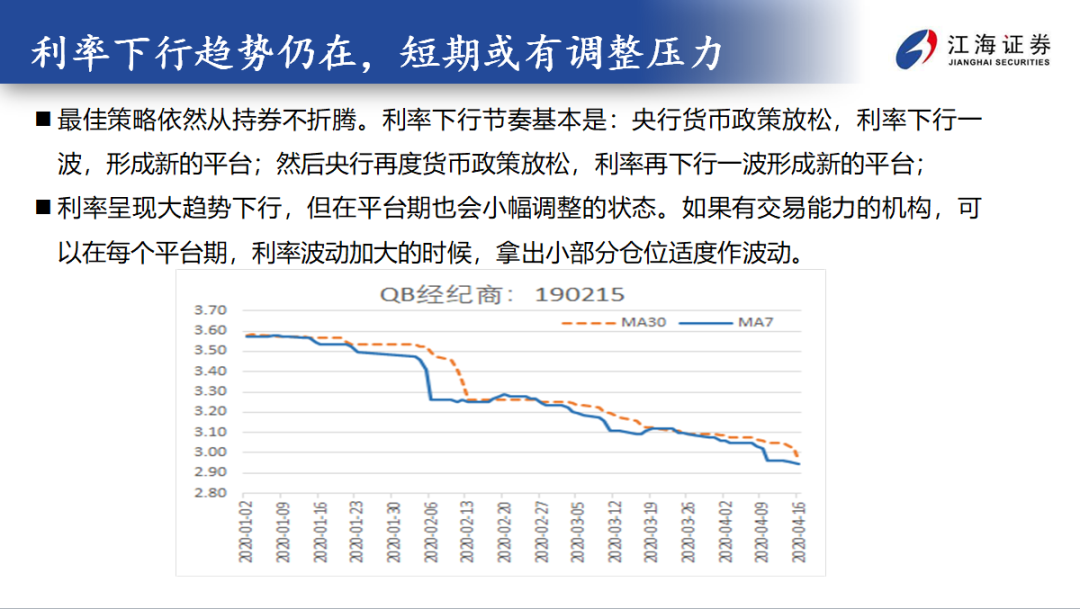 利率下行趋势仍在，短期或有调整压力
江海证券
JIANGHAI SECURITIES
■ 最佳策略依然从持券不折腾。利率下行节奏基本是：央行货币政策放松，利率下行一
波，形成新的平台；然后央行再度货币政策放松，利率再下行一波形成新的平台；
■ 利率呈现大趋势下行，但在平台期也会小幅调整的状态。如果有交易能力的机构，可
以在每个平台期，利率波动加大的时候，拿出小部分仓位适度作波动。
QB经纪商： 190215
MA30 MA7
3.70
3.60
3.50
3.40
3.30
3.20
3.10
3.00
2.90
2.80
2020-01-02
2020-01-09
2020-01-16
2020-01-23
2020-01-30
2020-02-06
2020-02-13
2020-02-20
2020-02-27
2020-03-05
2020-03-12
2020-03-19
2020-03-26
2020-04-02
2020-04-09
2020-04-16